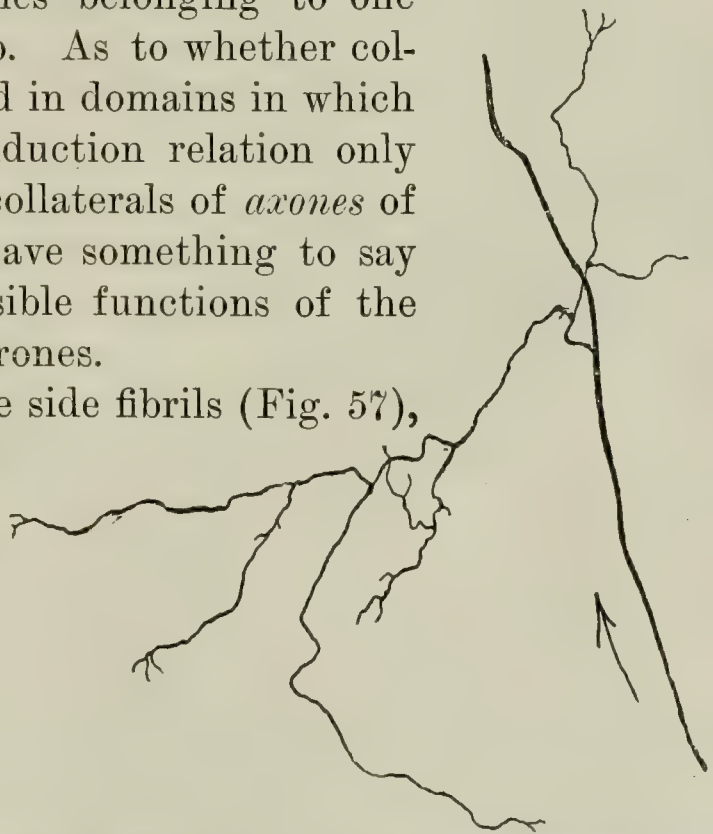 belonging to one
As to whether col-
in domains in which
duction relation only
collaterals of axones of
ave something to say
sible functions of the
rones.
e side fibrils (Fig. 57),